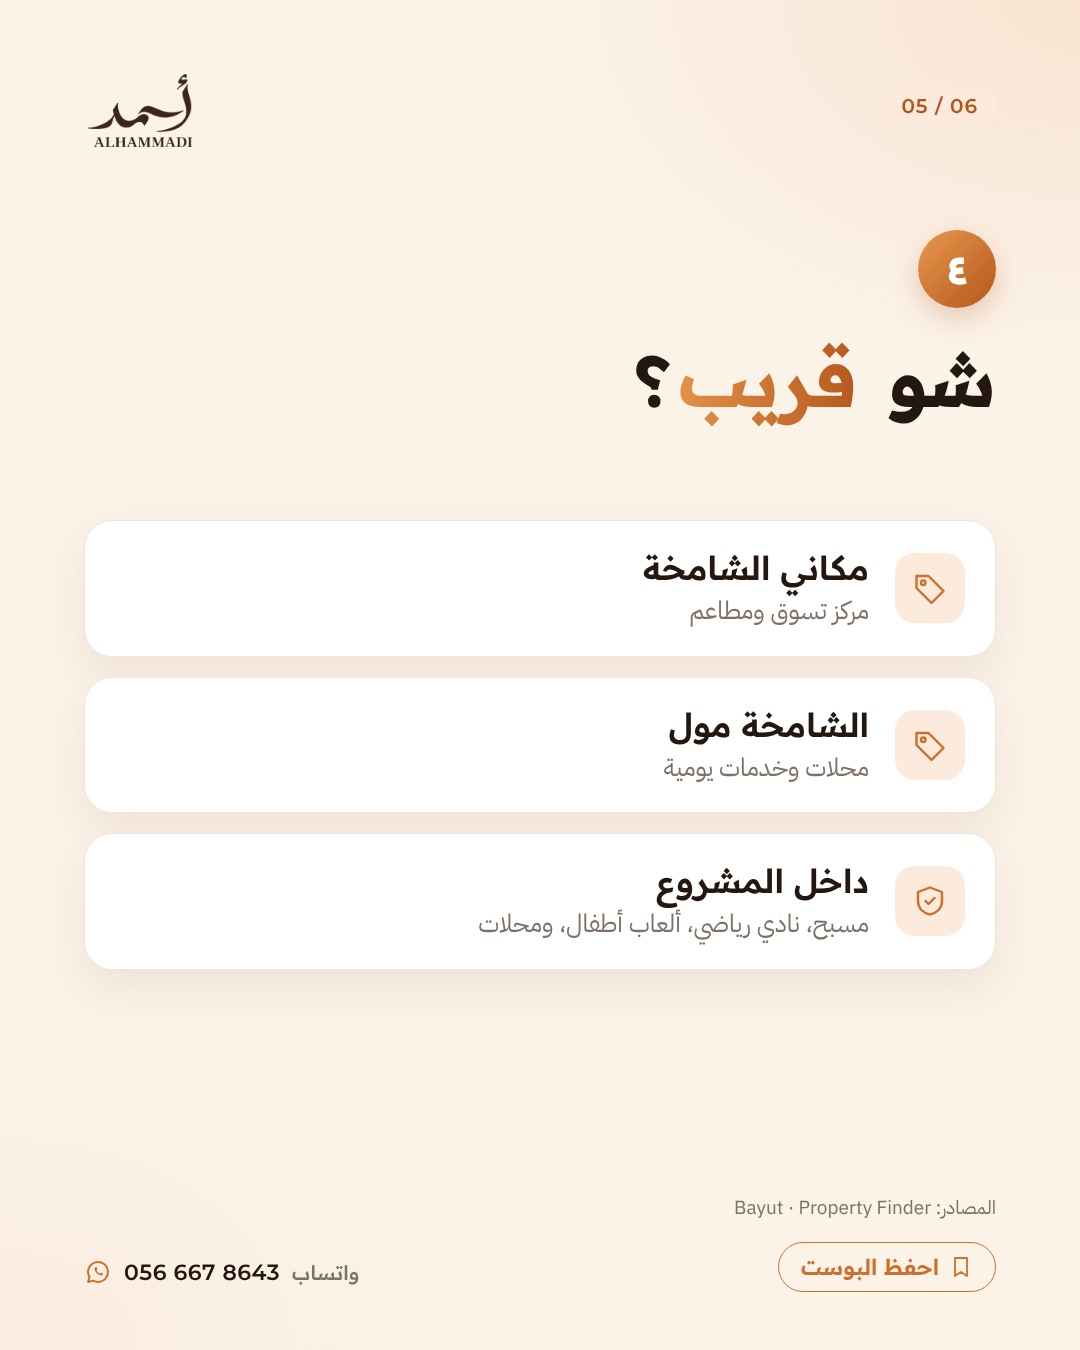 أحمد
ALHAMMADI
05 / 06
٤
شو قريب؟
مكاني الشامخة
مركز تسوق ومطاعم
الشامخة مول
محلات وخدمات يومية
داخل المشروع
مسبح، نادي رياضي، ألعاب أطفال، ومحلات
المصادر: Bayut · Property Finder
احفظ البوست
واتساب 056 667 8643